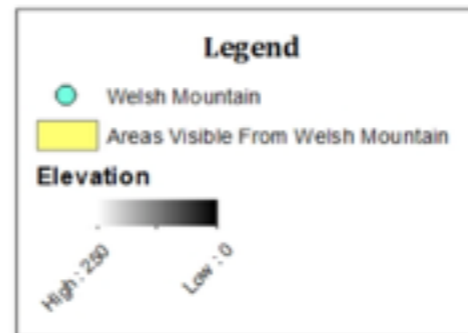 Legend
Welsh Mountain
Areas Visible From Welsh Mountain
Elevation
High : 250
Low : 0